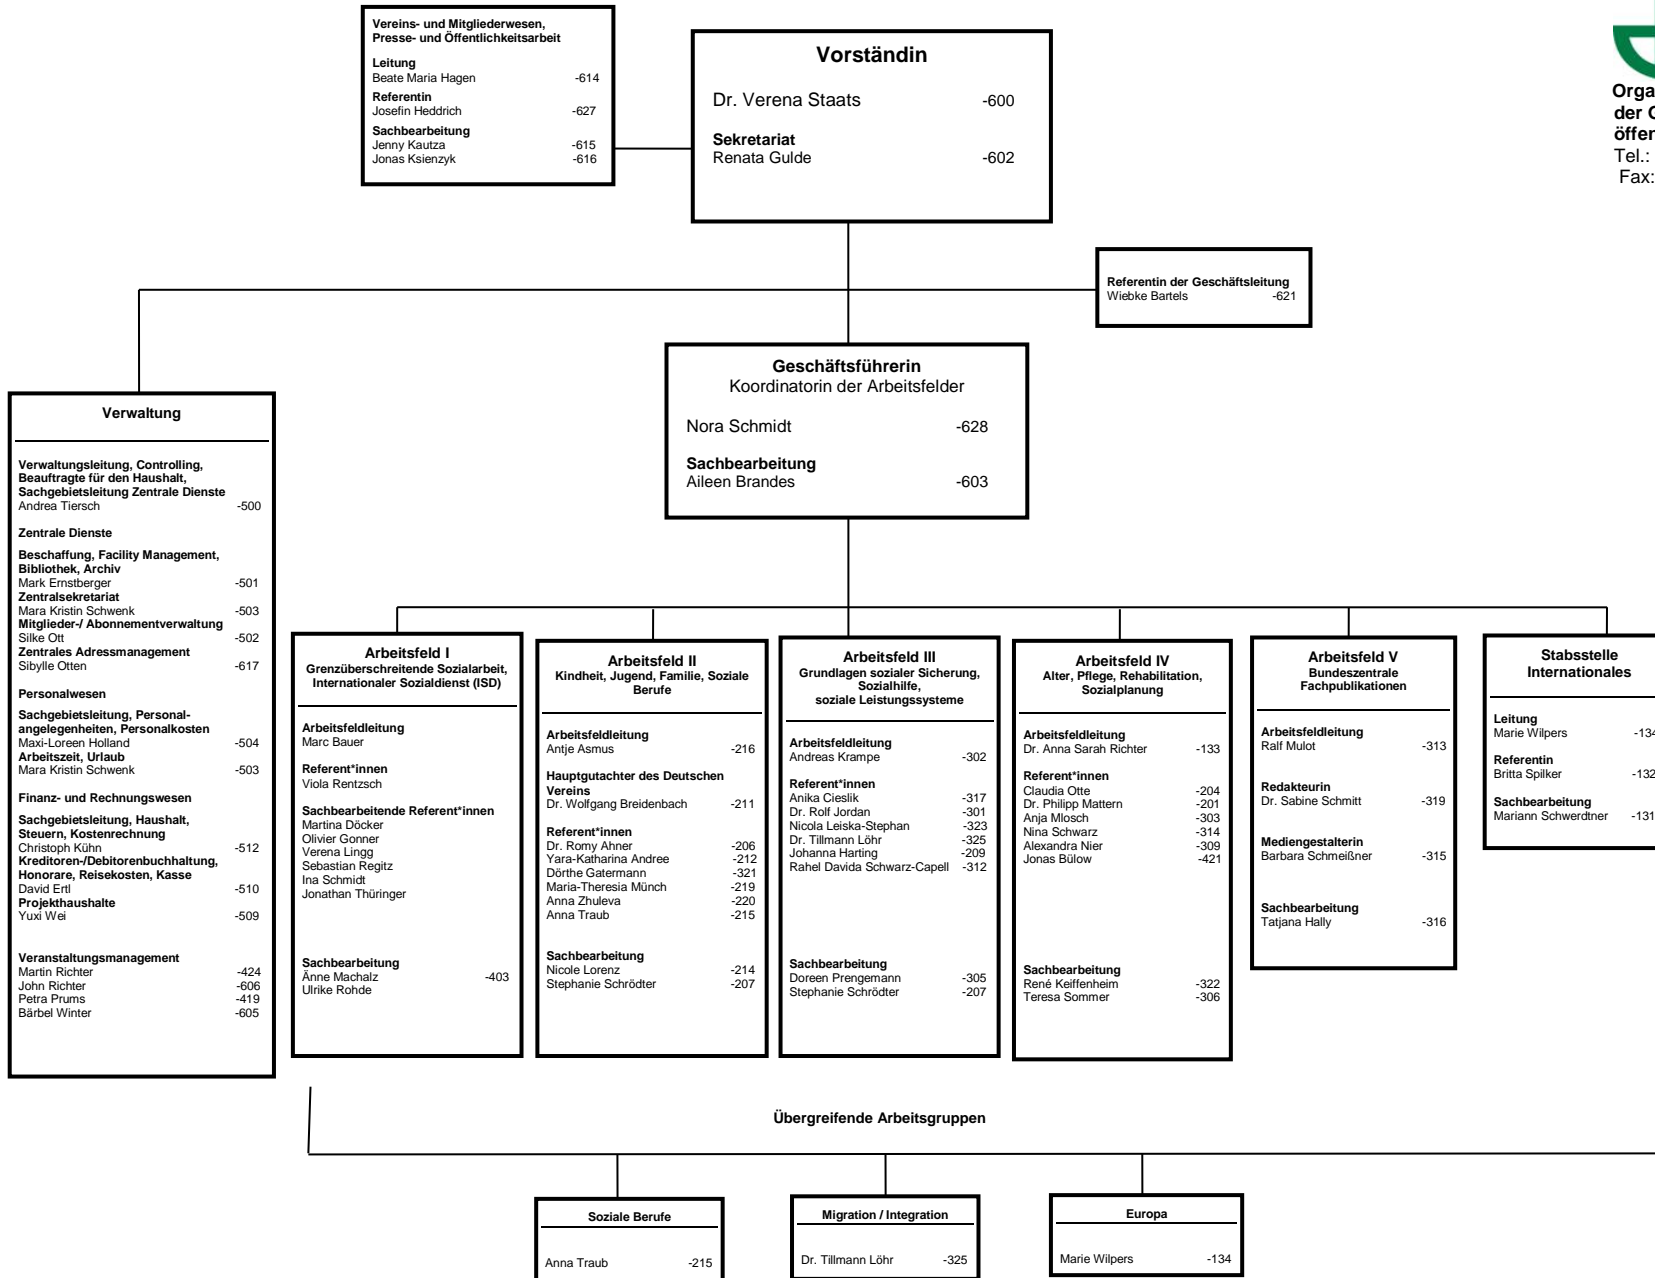 Vereins- und Mitgliederwesen,
Presse- und Öffentlichkeitsarbeit
Leitung
Beate Maria Hagen -614
Referentin
Josefin Heddrich -627
Sachbearbeitung
Jenny Kautza -615
Jonas Ksienzyk -616
Vorständin
Dr. Verena Staats -600
Sekretariat
Renata Gulde -602
der
Tel.:
Fax:
Referentin der Geschäftsleitung
Wiebke Bartels -621
Geschäftsführerin
Koordinatorin der Arbeitsfelder
Nora Schmidt -628
Sachbearbeitung
Aileen Brandes -603
Verwaltung
Verwaltungsleitung, Controlling,
Beauftragte für den Haushalt,
Sachgebietsleitung Zentrale Dienste
Andrea Tiersch -500
Zentrale Dienste
Beschaffung, Facility Management,
Bibliothek, Archiv
Mark Ernstberger -501
Zentralsekretariat
Mara Kristin Schwenk -503
Mitglieder-/ Abonnementverwaltung
Silke Ott -502
Zentrales Adressmanagement
Sibylle Otten -617
Personalwesen
Sachgebietsleitung, Personal-
angelegenheiten, Personalkosten
Maxi-Loreen Holland -504
Arbeitszeit, Urlaub
Mara Kristin Schwenk -503
Finanz- und Rechnungswesen
Sachgebietsleitung, Haushalt,
Steuern, Kostenrechnung
Christoph Kühn -512
Kreditoren-/Debitorenbuchhaltung,
Honorare, Reisekosten, Kasse
David Ertl -510
Projekthaushalte
Yuxi Wei -509
Veranstaltungsmanagement
Martin Richter -424
John Richter -606
Petra Prums -419
Bärbel Winter -605
Arbeitsfeld I
Grenzüberschreitende Sozialarbeit,
Internationaler Sozialdienst (ISD)
Arbeitsfeldleitung
Marc Bauer
Referent*innen
Viola Rentzsch
Sachbearbeitende Referent*innen
Martina Döcker
Olivier Gonner
Verena Lingg
Sebastian Regitz
Ina Schmidt
Jonathan Thüringer
Sachbearbeitung
Änne Machalz -403
Ulrike Rohde
Arbeitsfeld II
Kindheit, Jugend, Familie, Soziale
Berufe
Arbeitsfeldleitung
Antje Asmus -216
Hauptgutachter des Deutschen
Vereins
Dr. Wolfgang Breidenbach -211
Referent*innen
Dr. Romy Ahner -206
Yara-Katharina Andree -212
Dörthe Gatermann -321
Maria-Theresia Münch -219
Anna Zhuleva -220
Anna Traub -215
Sachbearbeitung
Nicole Lorenz -214
Stephanie Schrödter -207
Arbeitsfeld III
Grundlagen sozialer Sicherung,
Sozialhilfe,
soziale Leistungssysteme
Arbeitsfeldleitung
Andreas Krampe -302
Referent*innen
Anika Cieslik -317
Dr. Rolf Jordan -301
Nicola Leiska-Stephan -323
Dr. Tillmann Löhr -325
Johanna Harting -209
Rahel Davida Schwarz-Capell -312
Sachbearbeitung
Doreen Prengemann -305
Stephanie Schrödter -207
Arbeitsfeld IV
Alter, Pflege, Rehabilitation,
Sozialplanung
Arbeitsfeldleitung
Dr. Anna Sarah Richter -133
Referent*innen
Claudia Otte -204
Dr. Philipp Mattern -201
Anja Mlosch -303
Nina Schwarz -314
Alexandra Nier -309
Jonas Bülow -421
Sachbearbeitung
René Keiffenheim -322
Teresa Sommer -306
Arbeitsfeld V
Bundeszentrale
Fachpublikationen
Arbeitsfeldleitung
Ralf Mulot -313
Redakteurin
Dr. Sabine Schmitt -319
Mediengestalterin
Barbara Schmeißner -315
Sachbearbeitung
Tatjana Hally -316
Stabsstelle
Internationales
Leitung
Marie Wilpers -134
Referentin
Britta Spilker -132
Sachbearbeitung
Mariann Schwerdtner -131
Übergreifende Arbeitsgruppen
Soziale Berufe
Anna Traub -215
Migration / Integration
Dr. Tillmann Löhr -325
Europa
Marie Wilpers -134